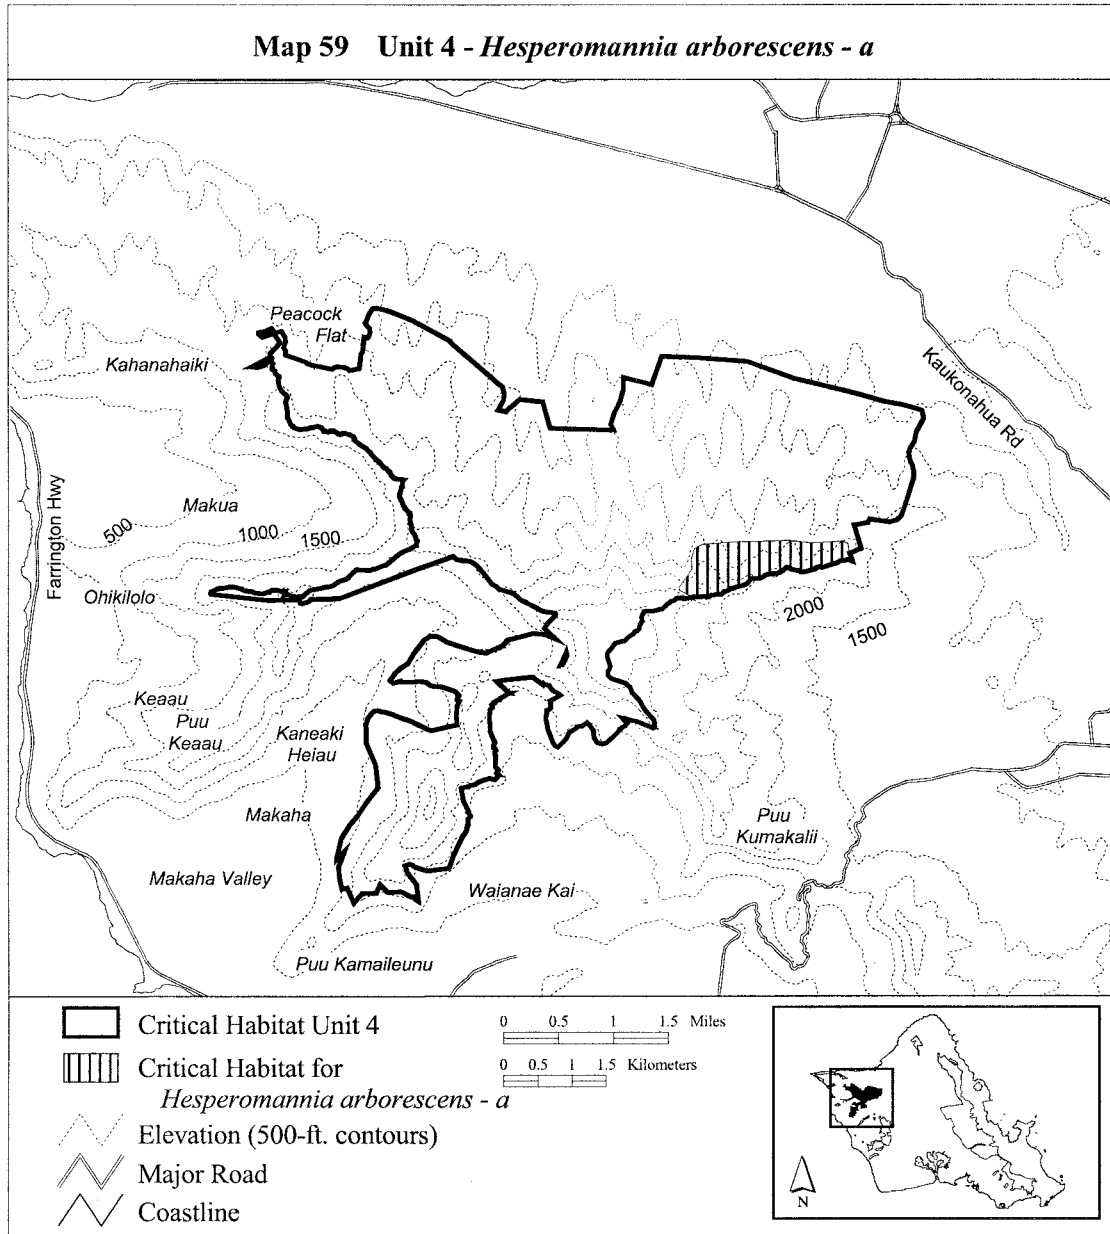 Map 59 Unit 4 - Hesperomannia arborescens - a
Peacock
Flat
Kahanahaiki
Kaukonahua Rd
Farrington Hwy
Makua
500
1000
1500
Ohikilolo
2000
1500
Keaau
Puu
Keaau
Kaneaki
Heiau
Makaha
Puu
Kumakalii
Makaha Valley
Waianae Kai
Puu Kamaileunu
Critical Habitat Unit 4
Critical Habitat for
Hesperomannia arborescens - a
Elevation (500-ft. contours)
Major Road
Coastline
0 0.5 1 1.5 Miles
0 0.5 1 1.5 Kilometers
N